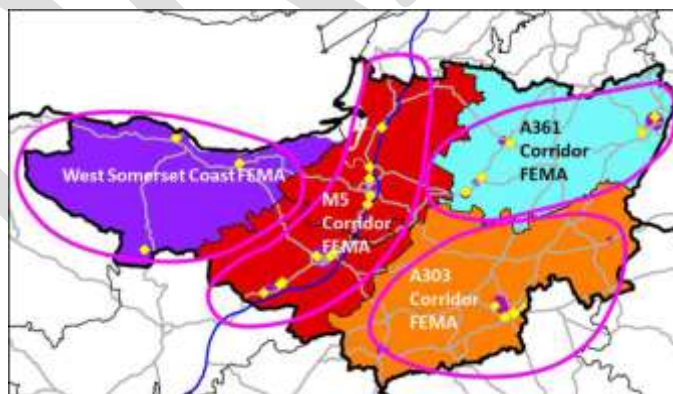 West Somerset Coast FEMA
M5
Corridor
FEMA
A361
Corridor
FEMA
A303
Corridor
FEMA